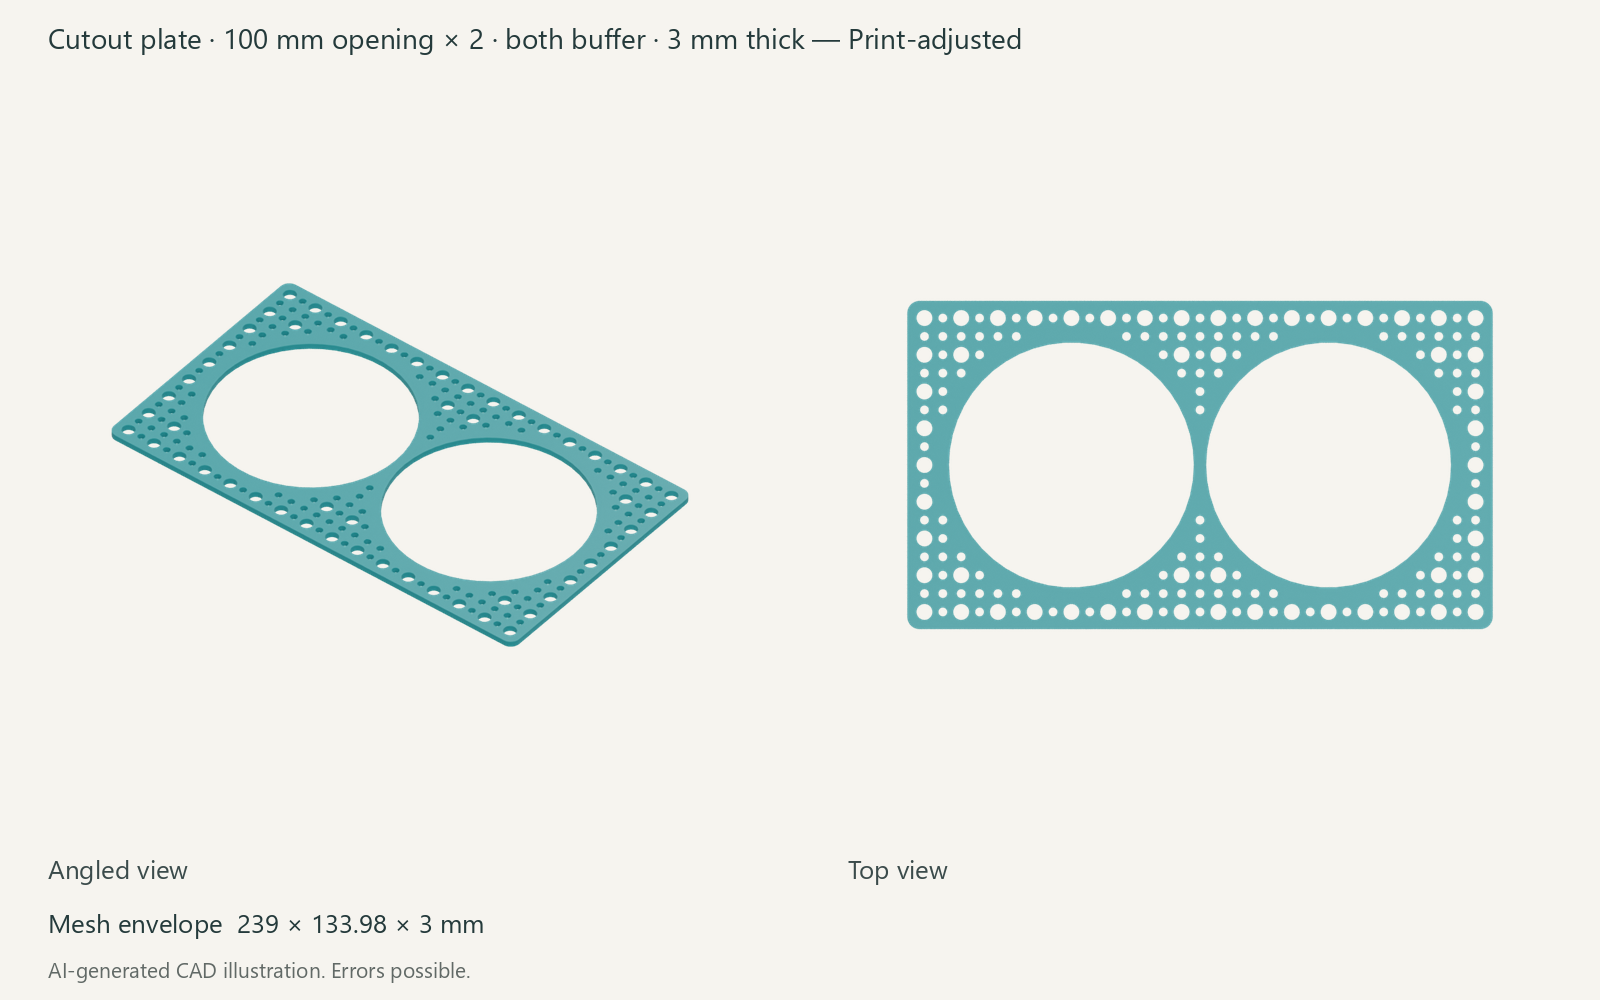 Cutout plate · 100 mm opening × 2 · both buffer · 3 mm thick — Print-adjusted
Angled view
Top view
Mesh envelope  239 × 133.98 × 3 mm
AI-generated CAD illustration. Errors possible.